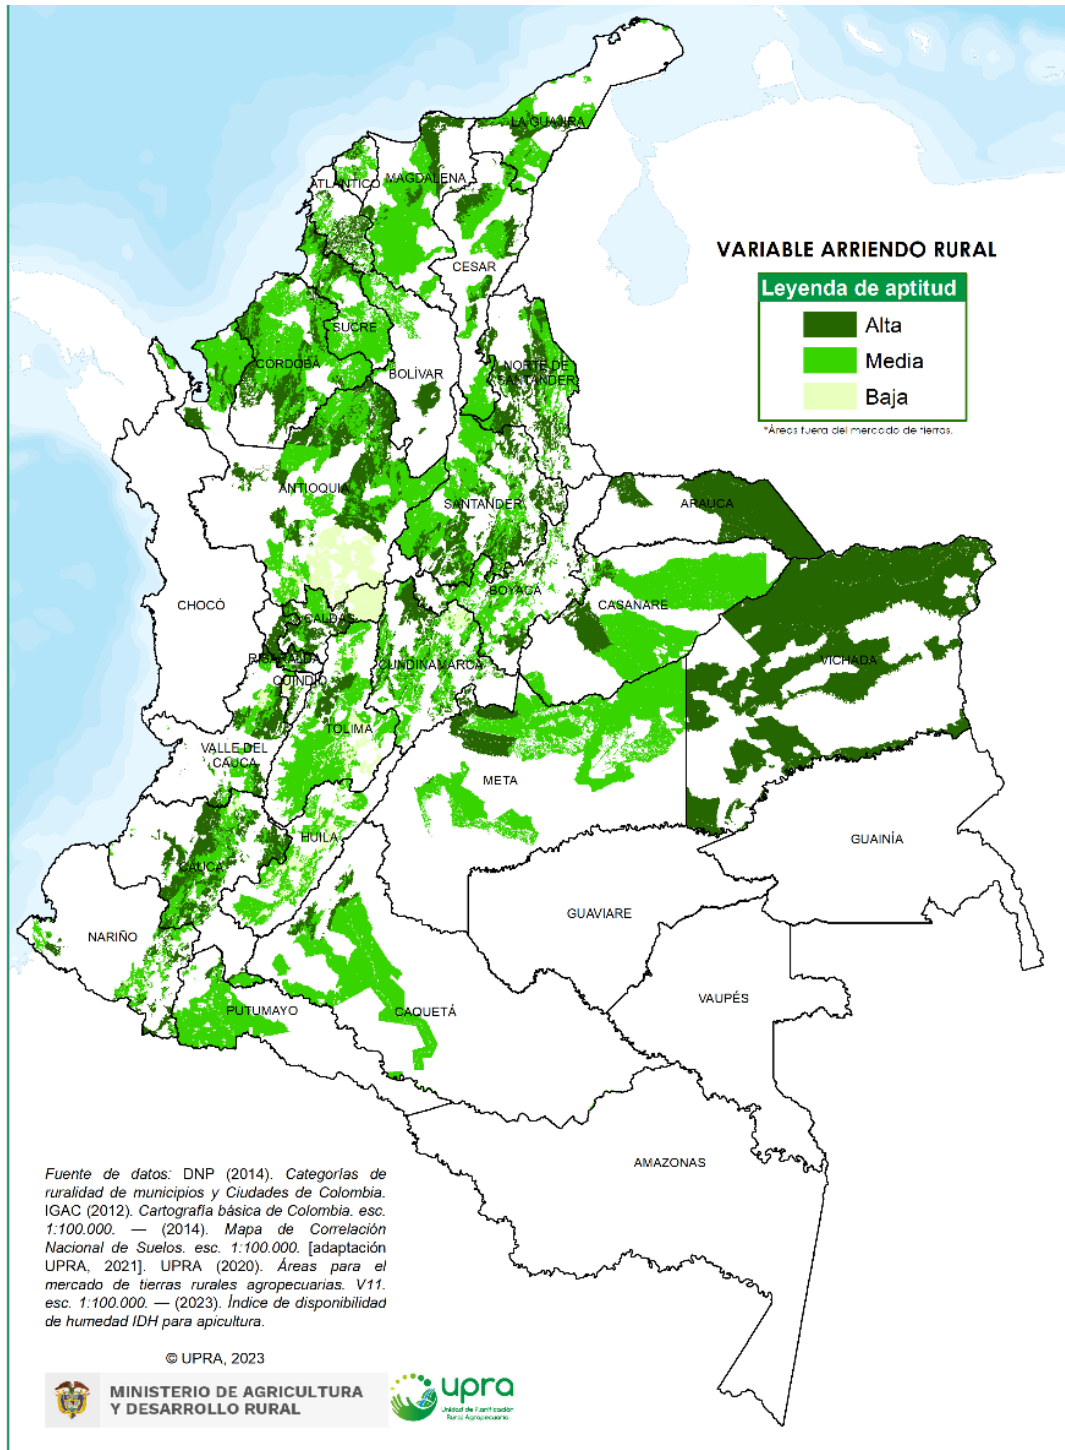 LA GUAJIRA
ATLÁNTICO
MAGDALENA
CESAR
VARIABLE ARRIENDO RURAL
Leyenda de aptitud
Alta
Media
Baja
*Áreas fuera del mercado de tierras.
SUCRE
CÓRDOBA
BOLÍVAR
NORTE DE
SANTANDER
ANTIOQUIA
SANTANDER
ARAUCA
CHOCÓ
BOYACÁ
CASANARE
CALDAS
RISARALDA
CUNDINAMARCA
VICHADA
QUINDÍO
TOLIMA
VALLE DEL
CAUCA
META
HUILA
CAUCA
GUAINÍA
GUAVIARE
NARIÑO
VAUPÉS
PUTUMAYO
CAQUETÁ
AMAZONAS
Fuente de datos: DNP (2014). Categorías de
ruralidad de municipios y Ciudades de Colombia.
IGAC (2012). Cartografía básica de Colombia. esc.
1:100.000. — (2014). Mapa de Correlación
Nacional de Suelos. esc. 1:100.000. [adaptación
UPRA, 2021]. UPRA (2020). Áreas para el
mercado de tierras rurales agropecuarias. V11.
esc. 1:100.000. — (2023). Índice de disponibilidad
de humedad IDH para apicultura.
© UPRA, 2023
MINISTERIO DE AGRICULTURA
Y DESARROLLO RURAL
upra
Unidad de Planificación
Rural Agropecuaria